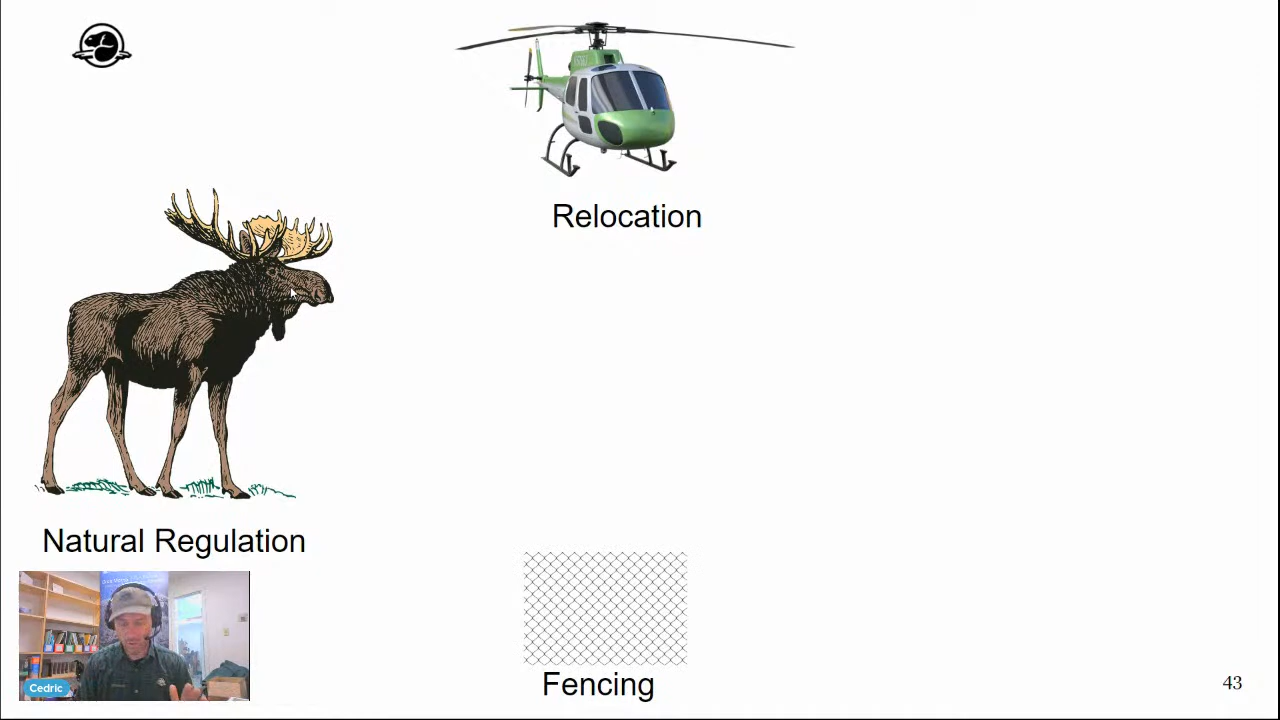 Relocation
Natural Regulation
Cedric
Fencing
43